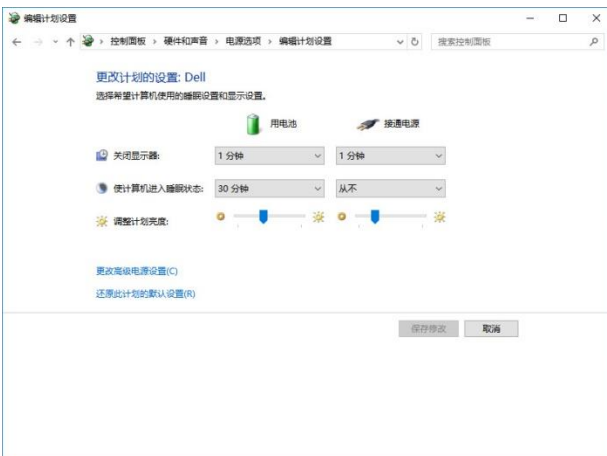 编辑计划设置
控制面板 › 硬件和声音 › 电源选项 › 编辑计划设置
搜索控制面板
更改计划的设置: Dell
选择希望计算机使用的睡眠设置和显示设置。
用电池 接通电源
关闭显示器: 1 分钟 1 分钟
使计算机进入睡眠状态: 30 分钟 从不
调整计划亮度:
更改高级电源设置(C)
还原此计划的默认设置(R)
保存修改 取消